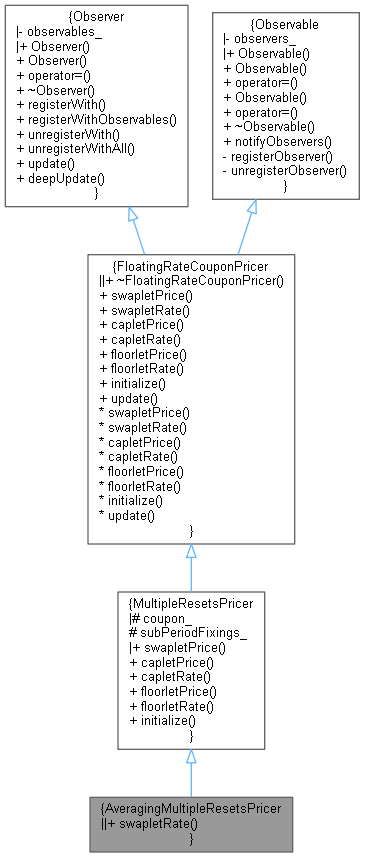 {Observer
|- observables_
|+ Observer()
+ Observer()
+ operator=()
+ ~Observer()
+ registerWith()
+ registerWithObservables()
+ unregisterWith()
+ unregisterWithAll()
+ update()
+ deepUpdate()
}
{Observable
|- observers_
|+ Observable()
+ Observable()
+ operator=()
+ Observable()
+ operator=()
+ ~Observable()
+ notifyObservers()
- registerObserver()
- unregisterObserver()
}
{FloatingRateCouponPricer
||+ ~FloatingRateCouponPricer()
+ swapletPrice()
+ swapletRate()
+ capletPrice()
+ capletRate()
+ floorletPrice()
+ floorletRate()
+ initialize()
+ update()
* swapletPrice()
* swapletRate()
* capletPrice()
* capletRate()
* floorletPrice()
* floorletRate()
* initialize()
* update()
}
{MultipleResetsPricer
|# coupon_
# subPeriodFixings_
|+ swapletPrice()
+ capletPrice()
+ capletRate()
+ floorletPrice()
+ floorletRate()
+ initialize()
}
{AveragingMultipleResetsPricer
||+ swapletRate()
}